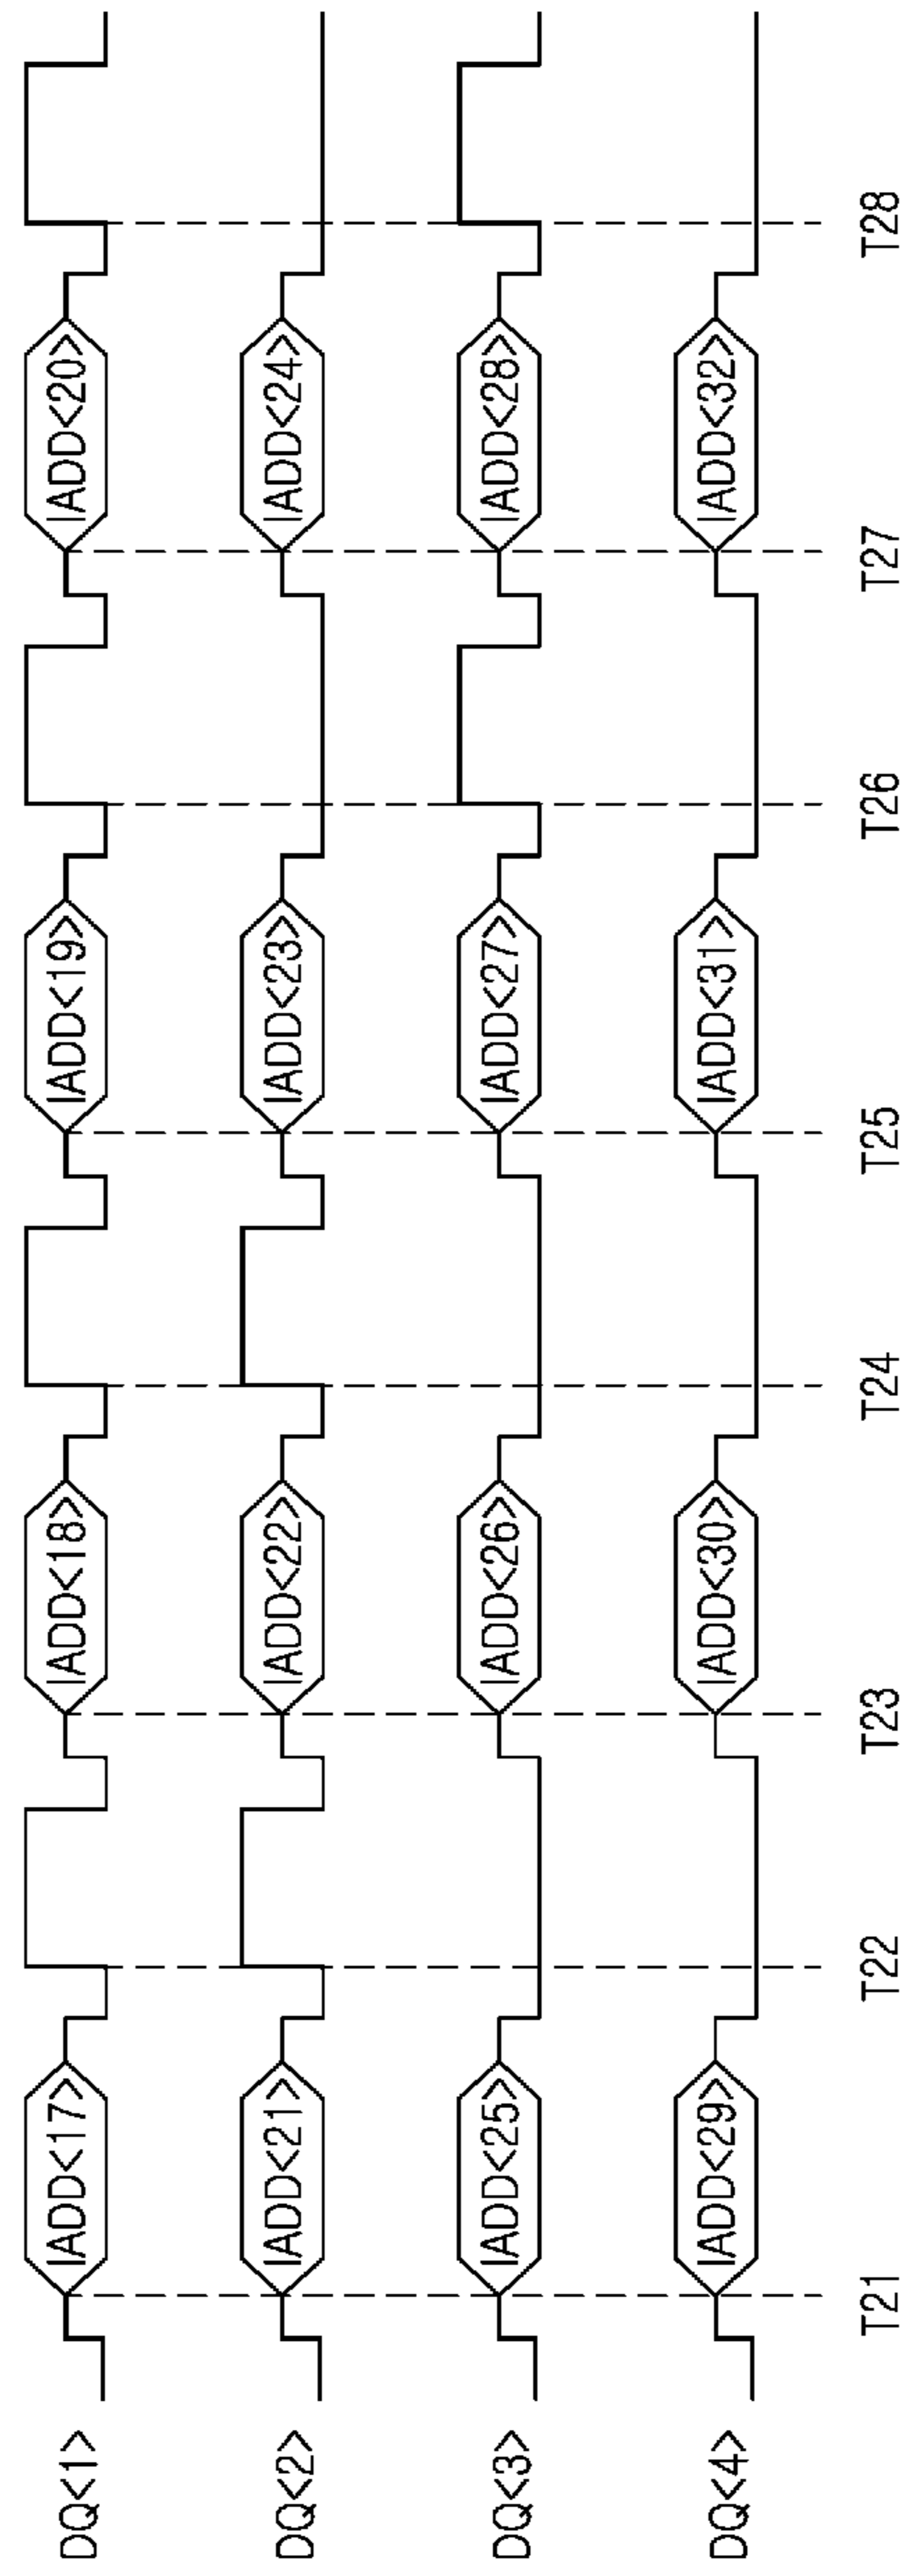 DQ<1> IADD<17> IADD<18> IADD<19> IADD<20>
DQ<2> IADD<21> IADD<22> IADD<23> IADD<24>
DQ<3> IADD<25> IADD<26> IADD<27> IADD<28>
DQ<4> IADD<29> IADD<30> IADD<31> IADD<32>
T21 T22 T23 T24 T25 T26 T27 T28